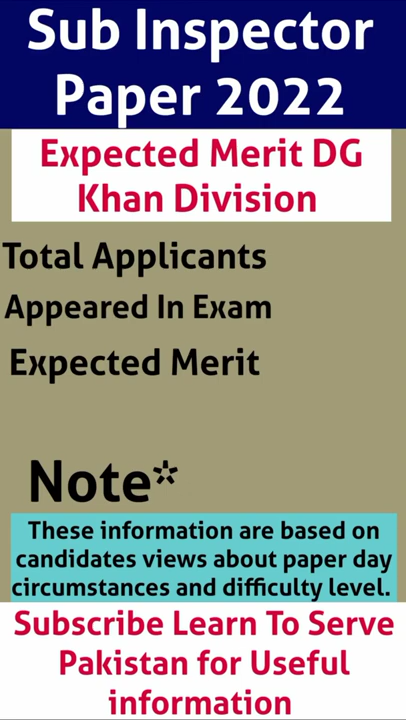 Sub Inspector
Paper 2022
Expected Merit DG
Khan Division
Total Applicants
Appeared In Exam
Expected Merit
Note*
These information are based on
candidates views about paper day
circumstances and difficulty level.
Subscribe Learn To Serve
Pakistan for Useful
information